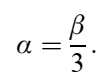 α = β/3.